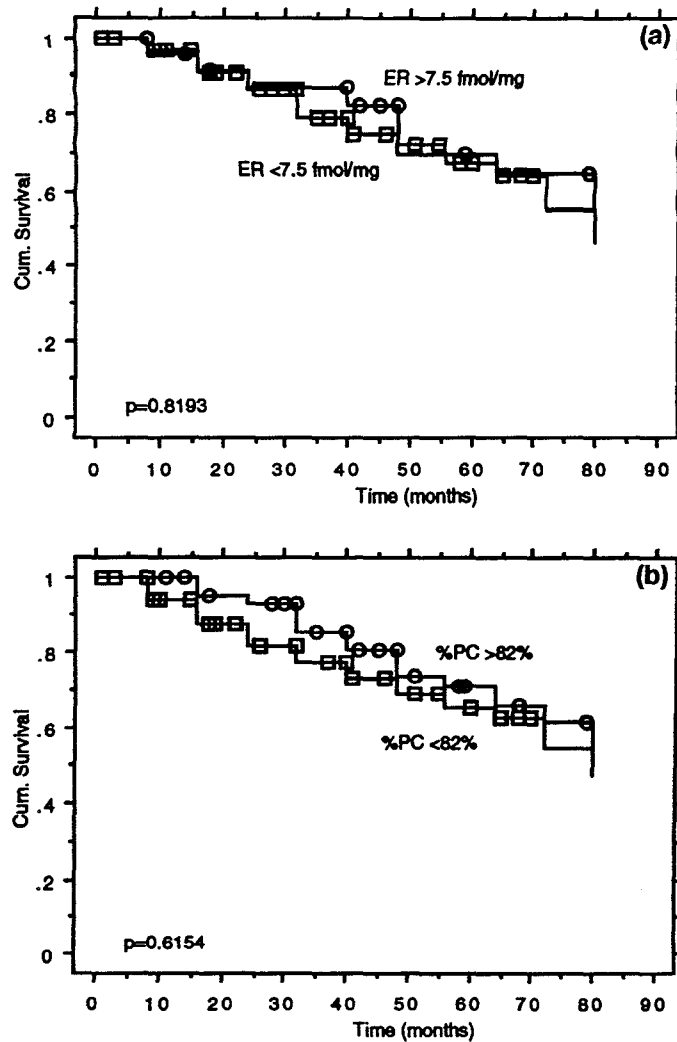 (a)
1
.8
.6
.4
.2
0
Cum. Survival
ER >7.5 fmol/mg
ER <7.5 fmol/mg
p=0.8193
0 10 20 30 40 50 60 70 80 90
Time (months)
(b)
1
.8
.6
.4
.2
0
Cum. Survival
%PC >82%
%PC <82%
p=0.6154
0 10 20 30 40 50 60 70 80 90
Time (months)